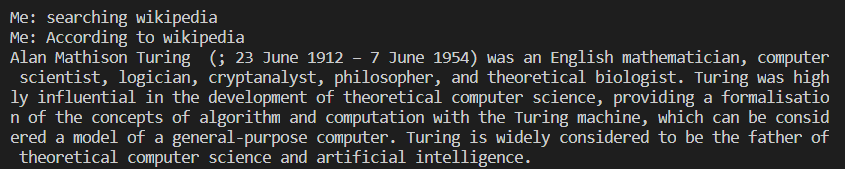 Me: searching wikipedia
Me: According to wikipedia
Alan Mathison Turing  (; 23 June 1912 – 7 June 1954) was an English mathematician, computer
 scientist, logician, cryptanalyst, philosopher, and theoretical biologist. Turing was high
ly influential in the development of theoretical computer science, providing a formalisatio
n of the concepts of algorithm and computation with the Turing machine, which can be consid
ered a model of a general-purpose computer. Turing is widely considered to be the father of
 theoretical computer science and artificial intelligence.